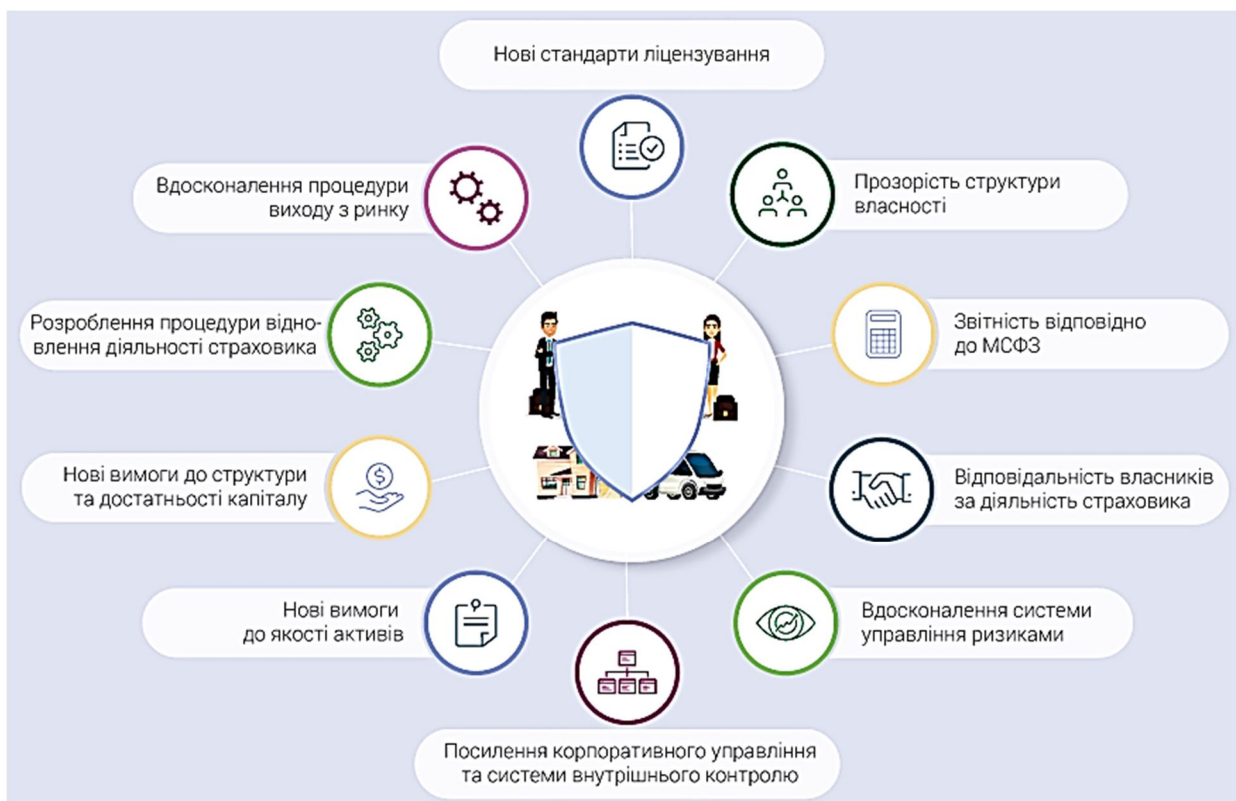 Нові стандарти ліцензування
Прозорість структури
власності
Звітність відповідно
до МСФЗ
Відповідальність власників
за діяльність страховика
Вдосконалення системи
управління ризиками
Посилення корпоративного управління
та системи внутрішнього контролю
Нові вимоги
до якості активів
Нові вимоги до структури
та достатньості капіталу
Розроблення процедури відно-
влення діяльності страховика
Вдосконалення процедури
виходу з ринку